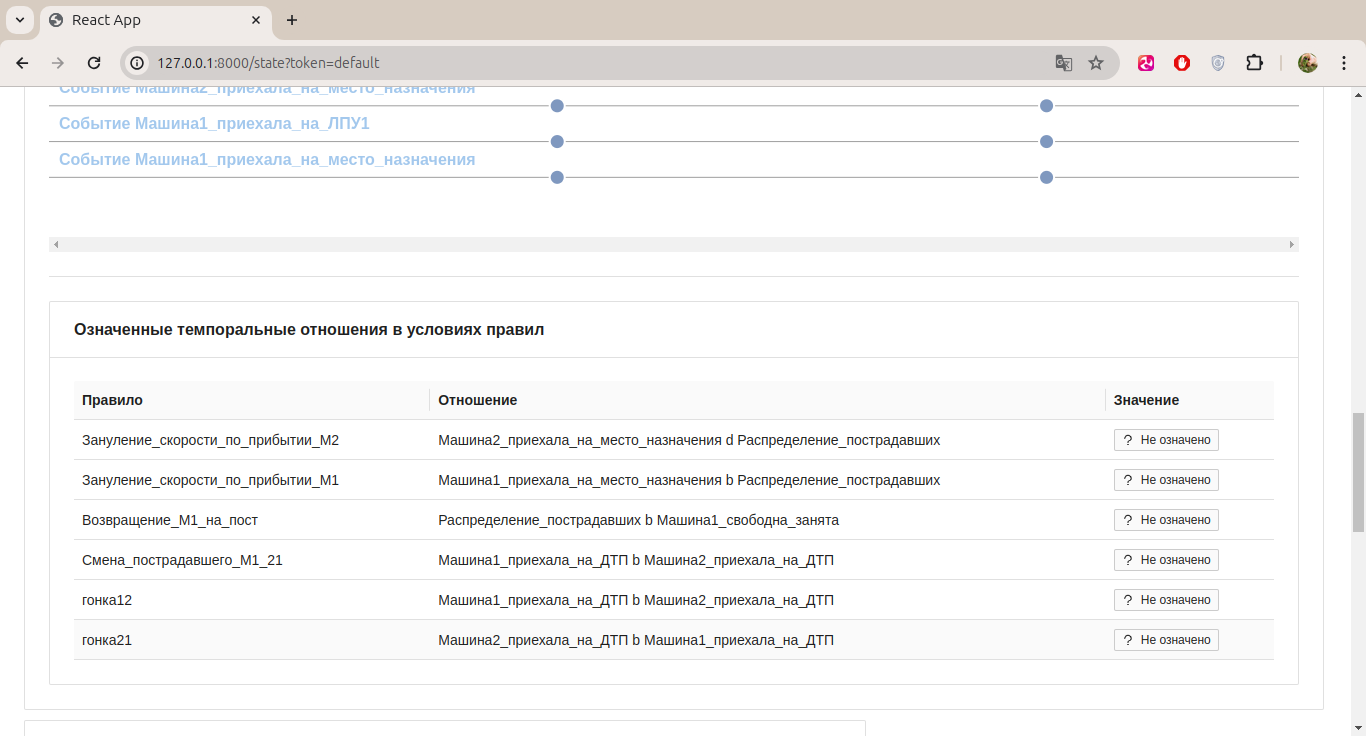 React App
127.0.0.1:8000/state?token=default
Событие Машина2_приехала_на_место_назначения
Событие Машина1_приехала_на_ЛПУ1
Событие Машина1_приехала_на_место_назначения
Означенные темпоральные отношения в условиях правил
Правило Отношение Значение
Зануление_скорости_по_прибытии_М2 Машина2_приехала_на_место_назначения d Распределение_пострадавших ? Не означено
Зануление_скорости_по_прибытии_М1 Машина1_приехала_на_место_назначения b Распределение_пострадавших ? Не означено
Возвращение_М1_на_пост Распределение_пострадавших b Машина1_свободна_занята ? Не означено
Смена_пострадавшего_М1_21 Машина1_приехала_на_ДТП b Машина2_приехала_на_ДТП ? Не означено
гонка12 Машина1_приехала_на_ДТП b Машина2_приехала_на_ДТП ? Не означено
гонка21 Машина2_приехала_на_ДТП b Машина1_приехала_на_ДТП ? Не означено